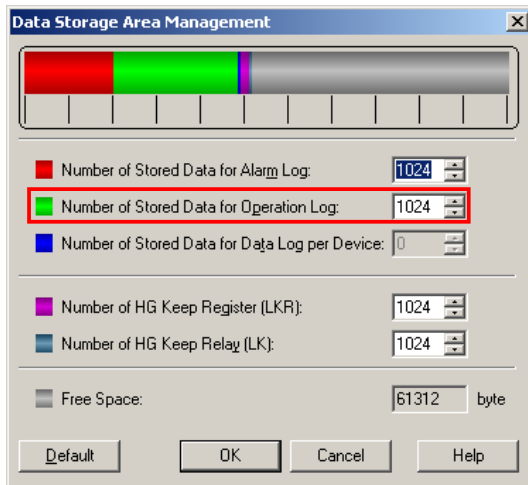 Data Storage Area Management
Number of Stored Data for Alarm Log: 1024
Number of Stored Data for Operation Log: 1024
Number of Stored Data for Data Log per Device: 0
Number of HG Keep Register (LKR): 1024
Number of HG Keep Relay (LK): 1024
Free Space: 61312 byte
Default OK Cancel Help